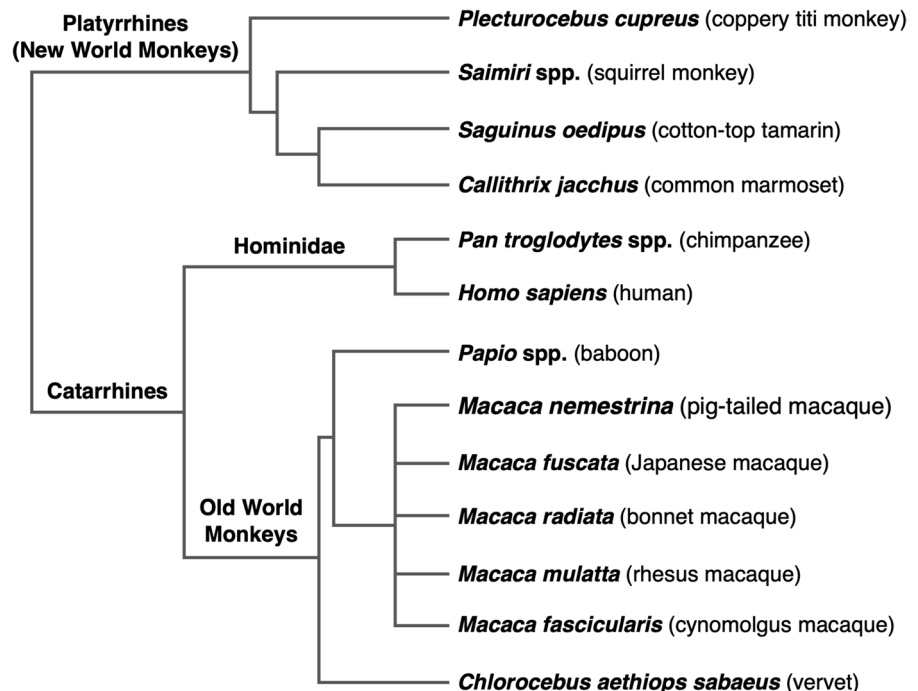 Platyrrhines
(New World Monkeys)
Plecturocebus cupreus (coppery titi monkey)
Saimiri spp. (squirrel monkey)
Saguinus oedipus (cotton-top tamarin)
Callithrix jacchus (common marmoset)
Hominidae
Pan troglodytes spp. (chimpanzee)
Homo sapiens (human)
Catarrhines
Papio spp. (baboon)
Macaca nemestrina (pig-tailed macaque)
Macaca fuscata (Japanese macaque)
Old World
Monkeys
Macaca radiata (bonnet macaque)
Macaca mulatta (rhesus macaque)
Macaca fascicularis (cynomolgus macaque)
Chlorocebus aethiops sabaeus (vervet)